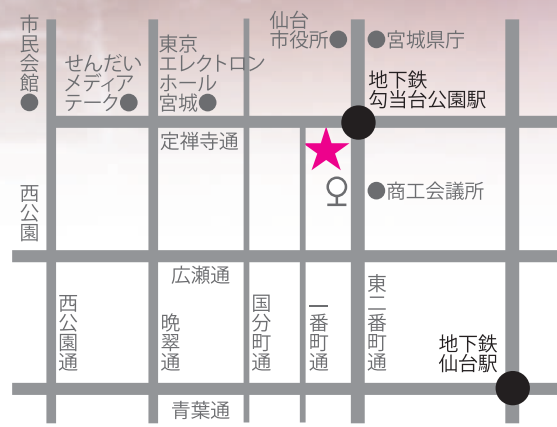 市民会館
せんだい
メディア
テーク
東京
エレクトロン
ホール
宮城
仙台
市役所
宮城県庁
地下鉄
勾当台公園駅
定禅寺通
西公園
商工会議所
広瀬通
西公園通
晩翠通
国分町通
一番町通
東二番町通
地下鉄
仙台駅
青葉通